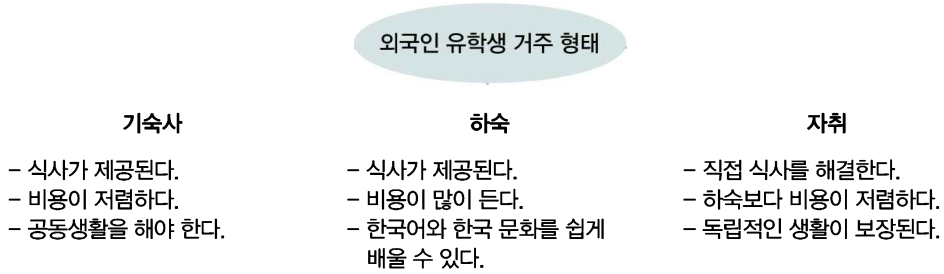 외국인 유학생 거주 형태
기숙사
– 식사가 제공된다.
– 비용이 저렴하다.
– 공동생활을 해야 한다.
하숙
– 식사가 제공된다.
– 비용이 많이 든다.
– 한국어와 한국 문화를 쉽게
배울 수 있다.
자취
– 직접 식사를 해결한다.
– 하숙보다 비용이 저렴하다.
– 독립적인 생활이 보장된다.